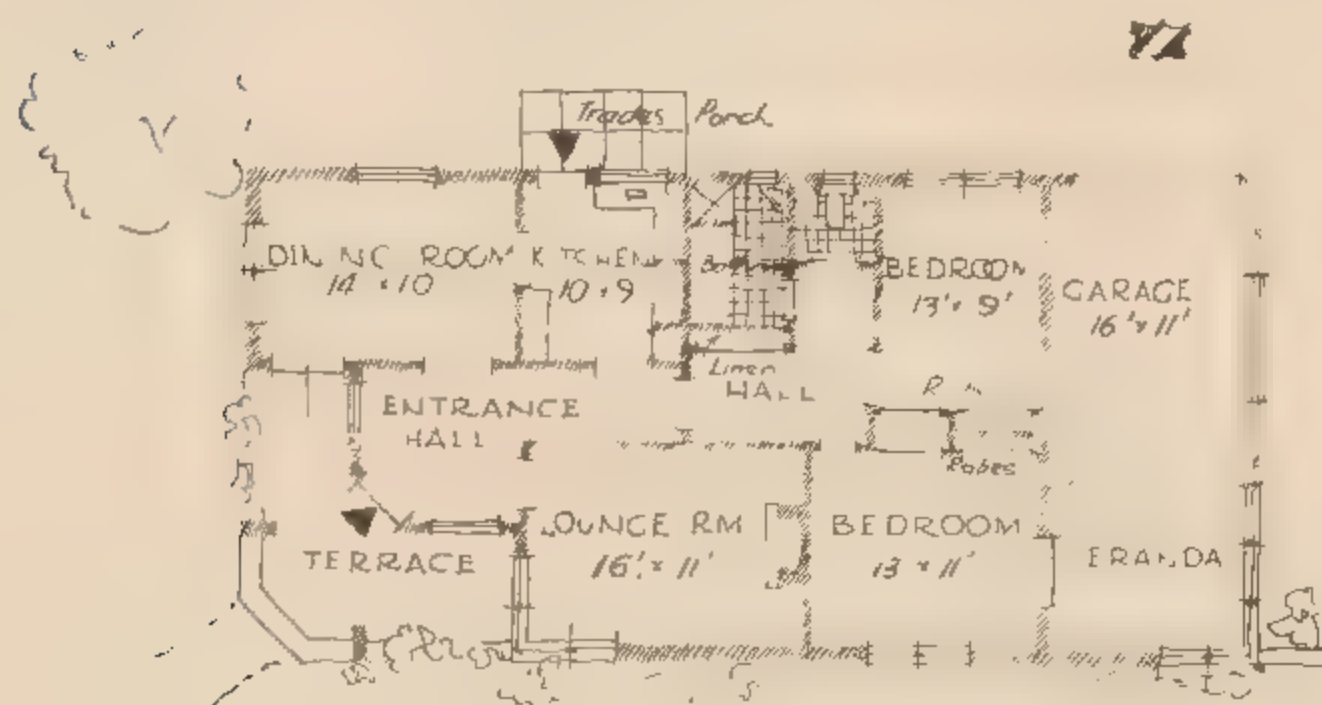 Trades Porch
DINING ROOM
14 × 10
KITCHEN
10 × 9
BEDROOM
13' × 9'
GARAGE
16' × 11'
Linen
HALL
ENTRANCE
HALL
Robes
LOUNGE RM
16' × 11'
BEDROOM
13 × 11'
TERRACE
ERANDA